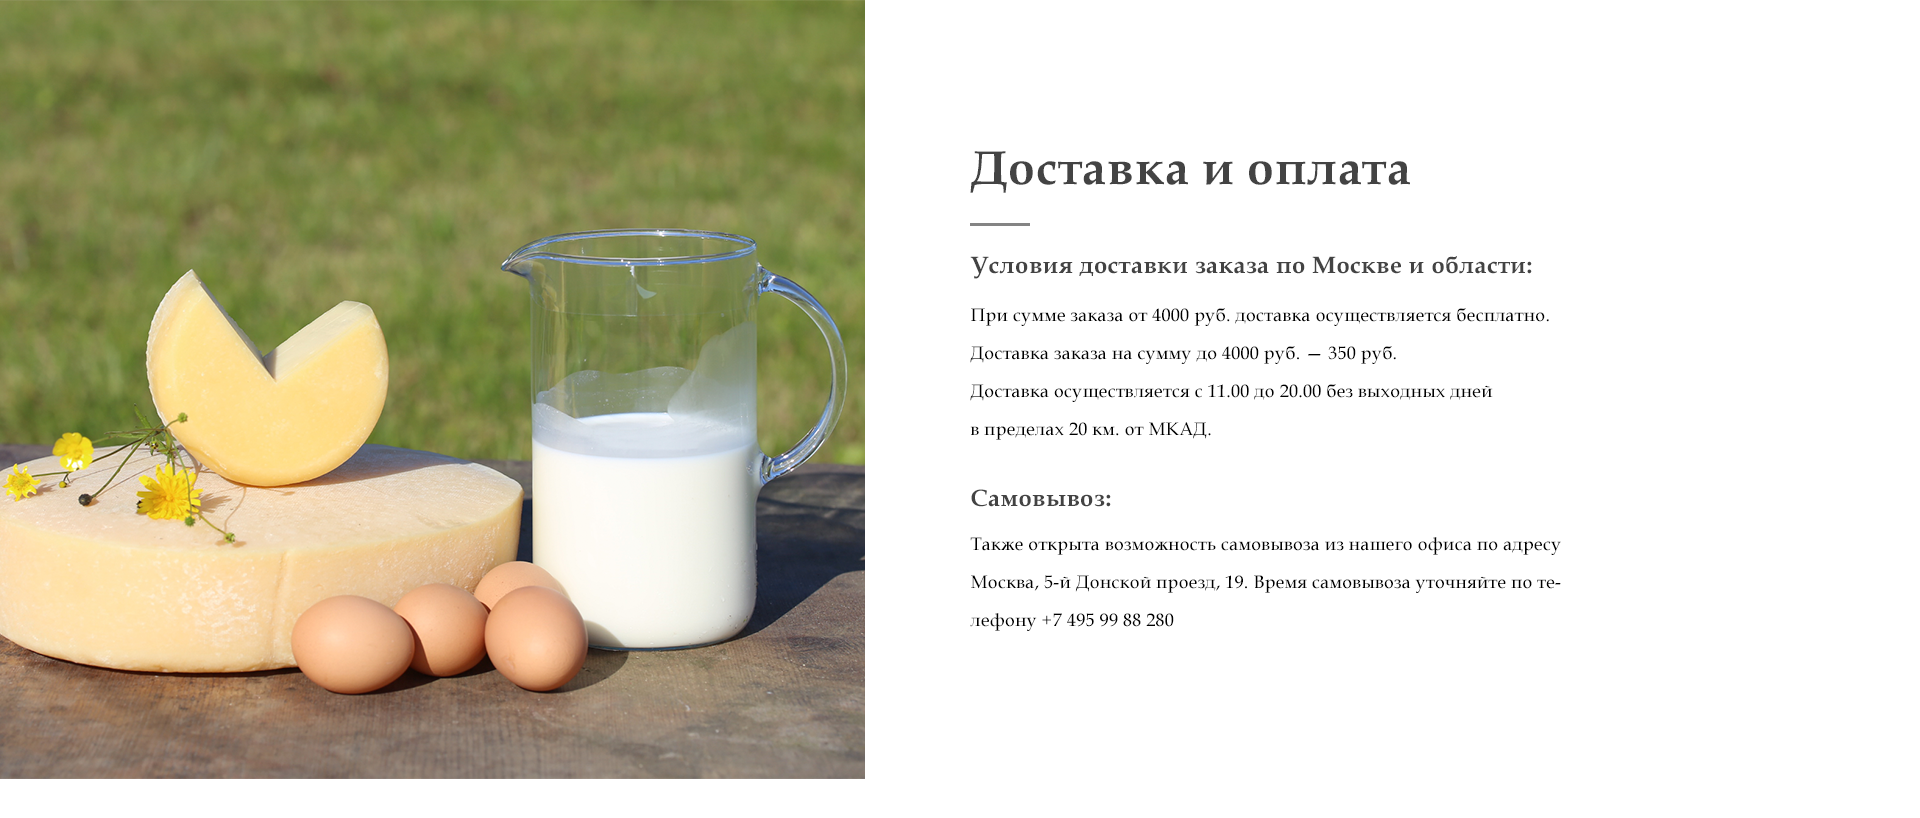 Доставка и оплата
Условия доставки заказа по Москве и области:
При сумме заказа от 4000 руб. доставка осуществляется бесплатно.
Доставка заказа на сумму до 4000 руб. — 350 руб.
Доставка осуществляется с 11.00 до 20.00 без выходных дней
в пределах 20 км. от МКАД.
Самовывоз:
Также открыта возможность самовывоза из нашего офиса по адресу
Москва, 5-й Донской проезд, 19. Время самовывоза уточняйте по те-
лефону +7 495 99 88 280